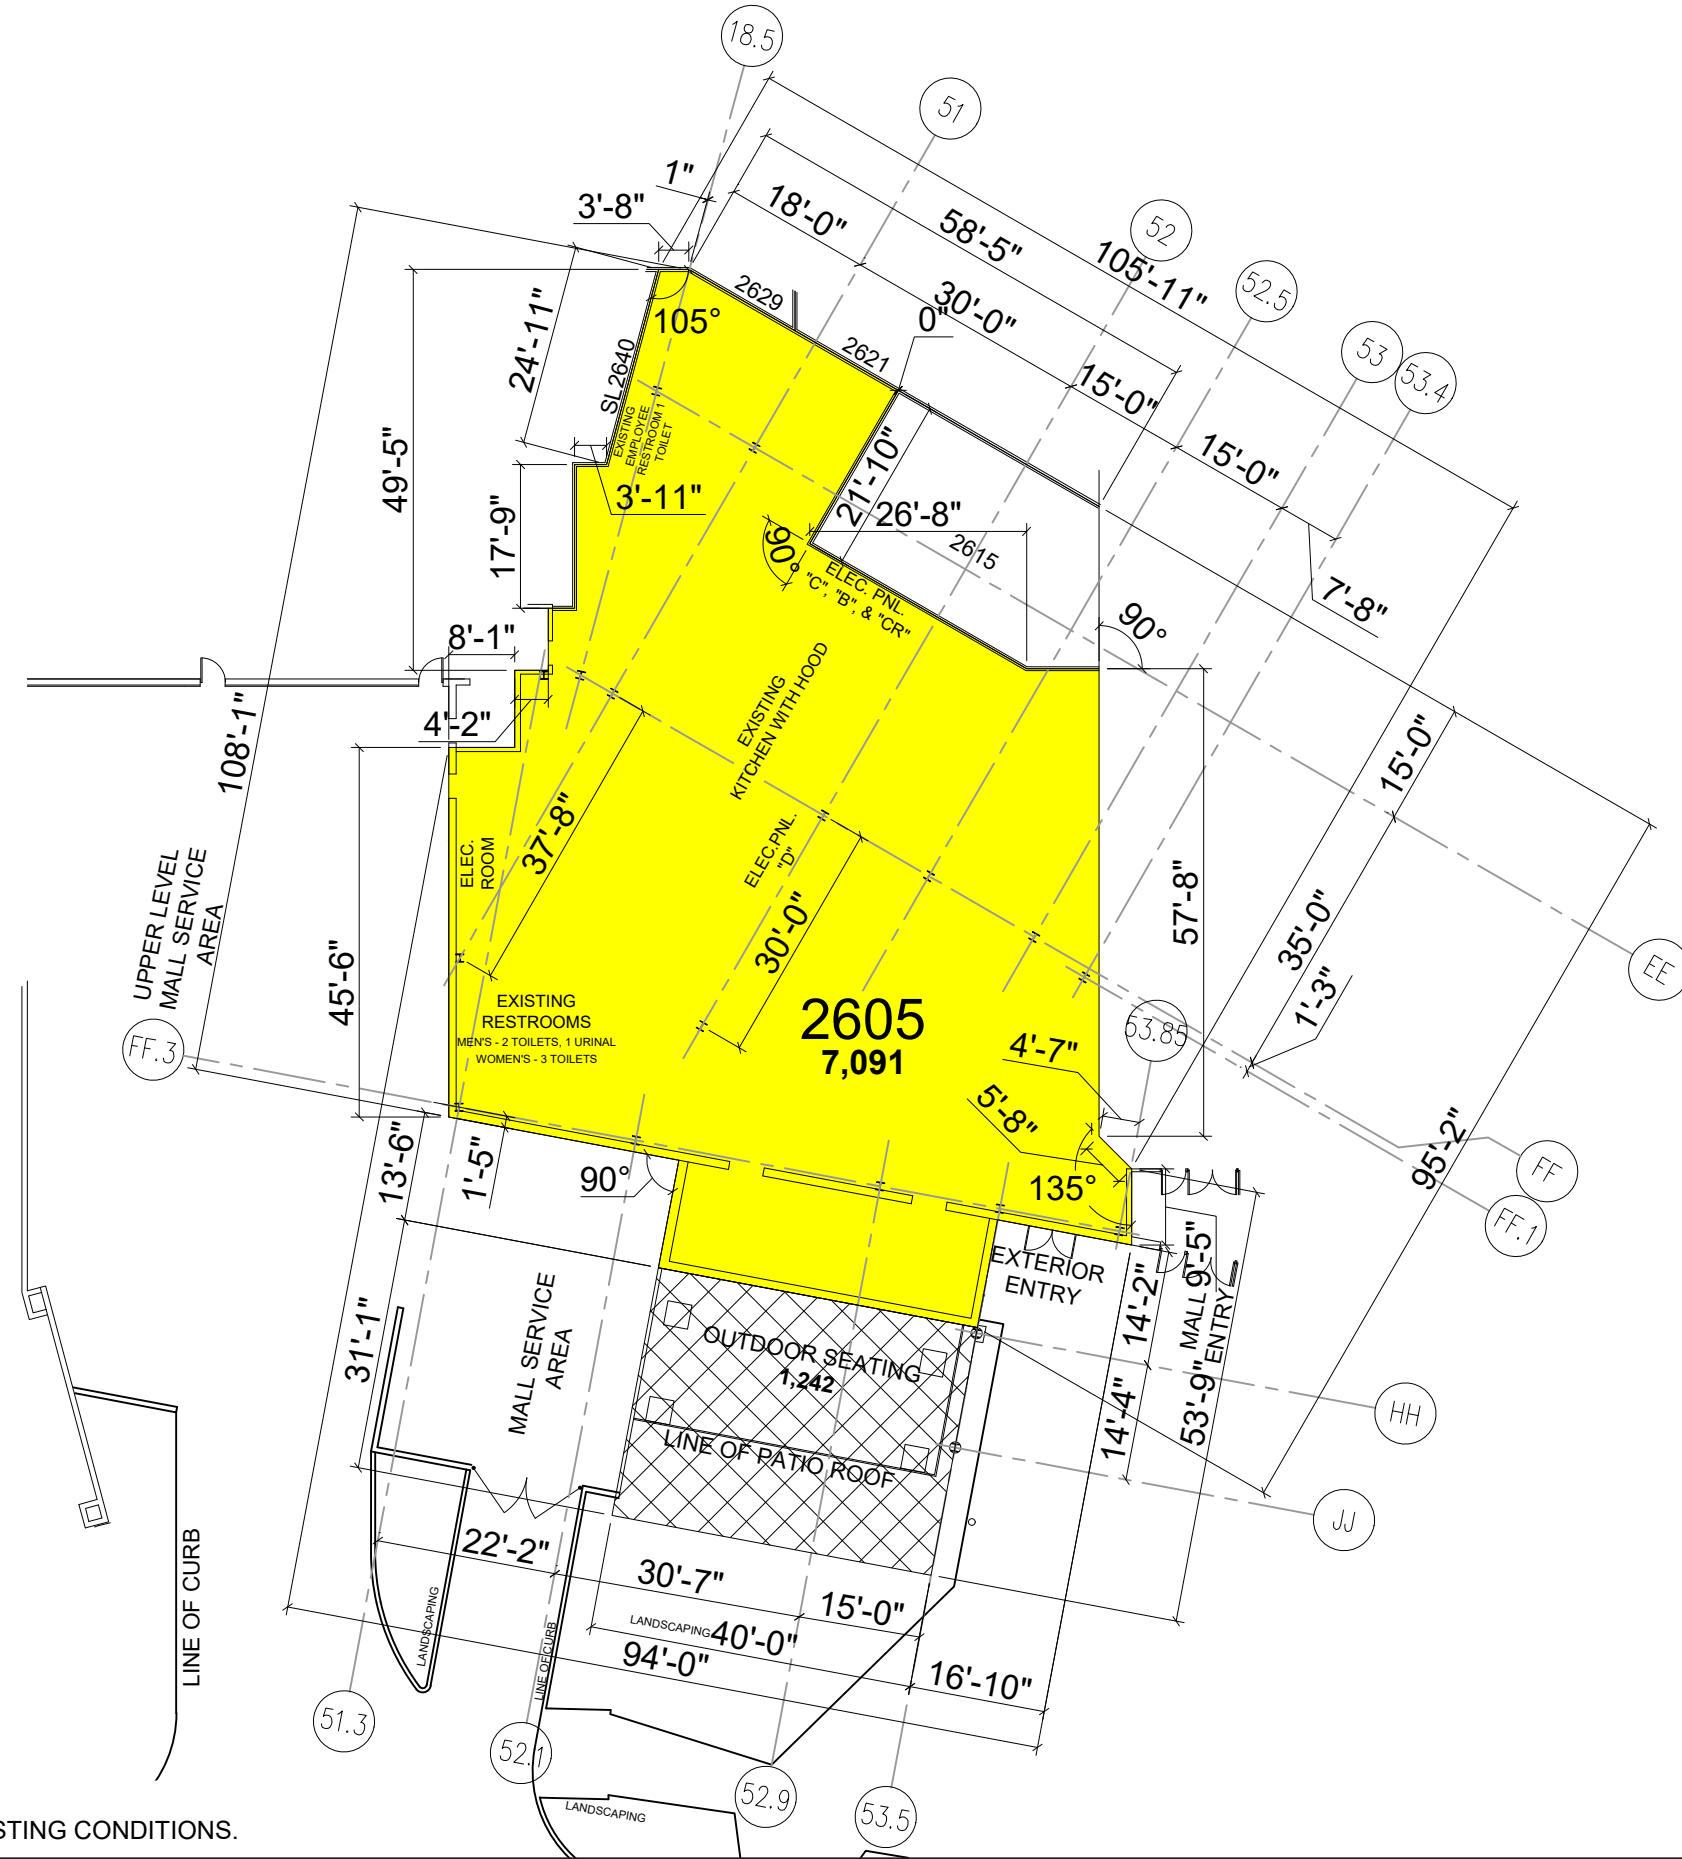 18.5
51
52
52.5
53
53.4
1"
3'-8"
18'-0"
58'-5"
105'-11"
30'-0"
0"
15'-0"
15'-0"
7'-8"
2629
2621
105°
24'-11"
SL2640
EXISTING
EMPLOYEE
RESTROOM 1
TOILET
49'-5"
3'-11"
17'-9"
21'-10"
26'-8"
2615
90°
ELEC. PNL.
"C", "B", & "CR"
90°
8'-1"
4'-2"
108'-1"
EXISTING
KITCHEN WITH HOOD
15'-0"
37'-8"
ELEC.PNL.
"D"
ELEC.
ROOM
UPPER LEVEL
MALL SERVICE
AREA
57'-8"
35'-0"
30'-0"
45'-6"
EE
1'-3"
EXISTING
RESTROOMS
MEN'S - 2 TOILETS, 1 URINAL
WOMEN'S - 3 TOILETS
2605
7,091
53.85
4'-7"
FF.3
5'-8"
95'-2"
FF
FF.1
13'-6"
1'-5"
90°
135°
EXTERIOR
ENTRY
9'-5"
MALL
ENTRY
14'-2"
53'-9"
14'-4"
31'-1"
MALL SERVICE
AREA
OUTDOOR SEATING
1,242
LINE OF PATIO ROOF
HH
JJ
LINE OF CURB
22'-2"
30'-7"
15'-0"
LANDSCAPING
LANDSCAPING
40'-0"
94'-0"
16'-10"
LINE OF CURB
51.3
52.1
52.9
53.5
LANDSCAPING
STING CONDITIONS.